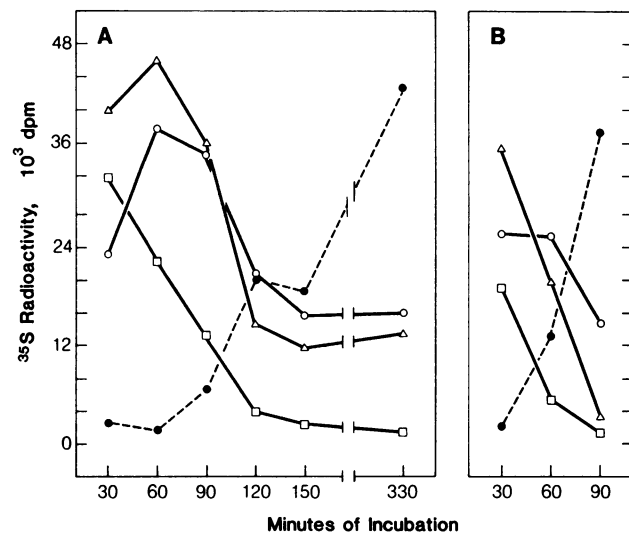 A
B
48
36
24
12
0
³⁵S Radioactivity, 10³ dpm
30 60 90 120 150 330
30 60 90
Minutes of Incubation